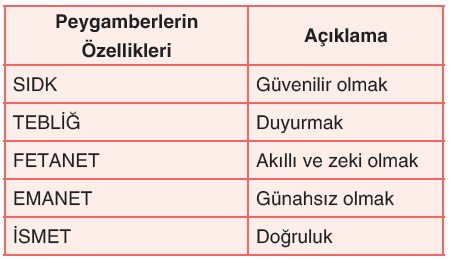 Peygamberlerin
Özellikleri
Açıklama
SIDK
Güvenilir olmak
TEBLİĞ
Duyurmak
FETANET
Akıllı ve zeki olmak
EMANET
Günahsız olmak
İSMET
Doğruluk